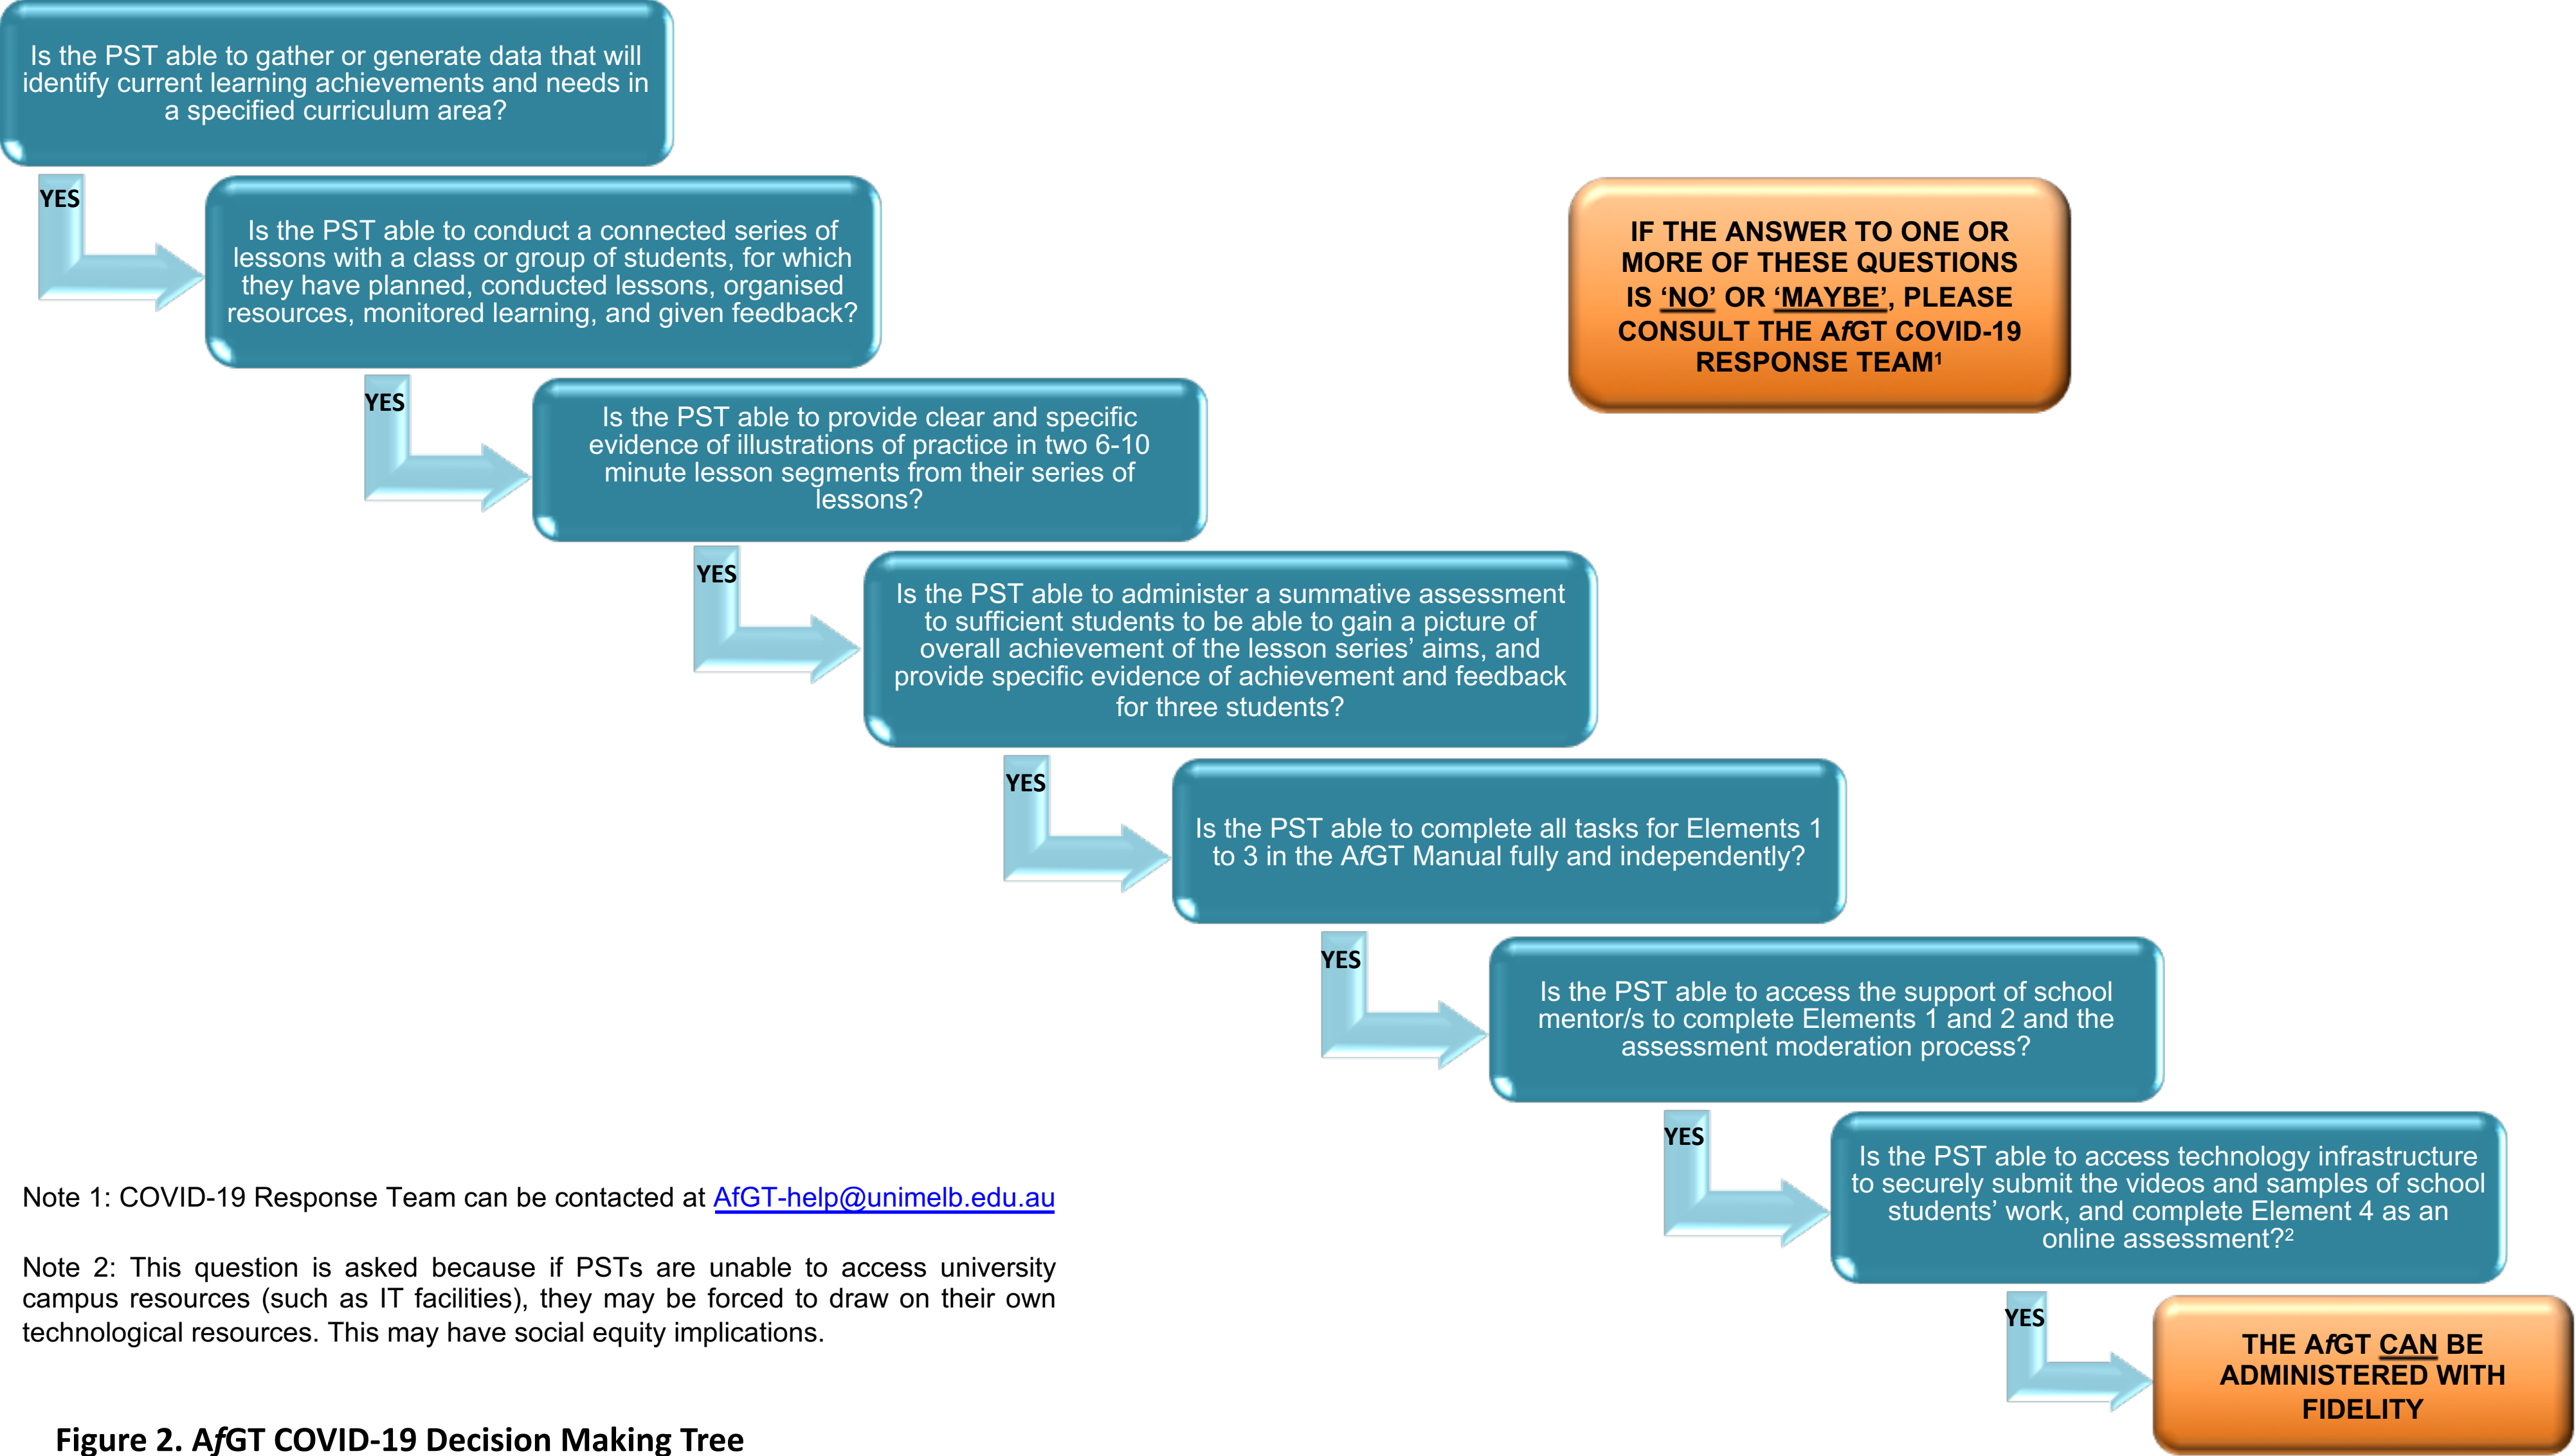 Is the PST able to gather or generate data that will
identify current learning achievements and needs in
a specified curriculum area?
YES
Is the PST able to conduct a connected series of
lessons with a class or group of students, for which
they have planned, conducted lessons, organised
resources, monitored learning, and given feedback?
IF THE ANSWER TO ONE OR
MORE OF THESE QUESTIONS
IS ‘NO’ OR ‘MAYBE’, PLEASE
CONSULT THE AfGT COVID-19
RESPONSE TEAM¹
YES
Is the PST able to provide clear and specific
evidence of illustrations of practice in two 6-10
minute lesson segments from their series of
lessons?
YES
Is the PST able to administer a summative assessment
to sufficient students to be able to gain a picture of
overall achievement of the lesson series’ aims, and
provide specific evidence of achievement and feedback
for three students?
YES
Is the PST able to complete all tasks for Elements 1
to 3 in the AfGT Manual fully and independently?
YES
Is the PST able to access the support of school
mentor/s to complete Elements 1 and 2 and the
assessment moderation process?
YES
Is the PST able to access technology infrastructure
to securely submit the videos and samples of school
students’ work, and complete Element 4 as an
online assessment?²
YES
THE AfGT CAN BE
ADMINISTERED WITH
FIDELITY
Note 1: COVID-19 Response Team can be contacted at AfGT-help@unimelb.edu.au
Note 2: This question is asked because if PSTs are unable to access university
campus resources (such as IT facilities), they may be forced to draw on their own
technological resources. This may have social equity implications.
Figure 2. AfGT COVID-19 Decision Making Tree